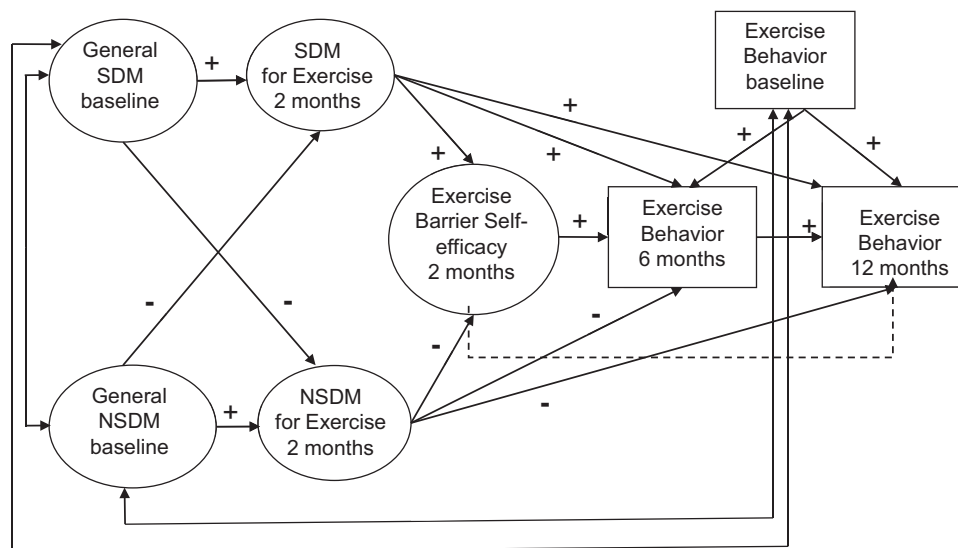 General
SDM
baseline
+
SDM
for Exercise
2 months
Exercise
Behavior
baseline
+
+
+
+
+
Exercise
Barrier Self-
efficacy
2 months
+
Exercise
Behavior
6 months
+
Exercise
Behavior
12 months
-
-
-
-
-
General
NSDM
baseline
+
NSDM
for Exercise
2 months